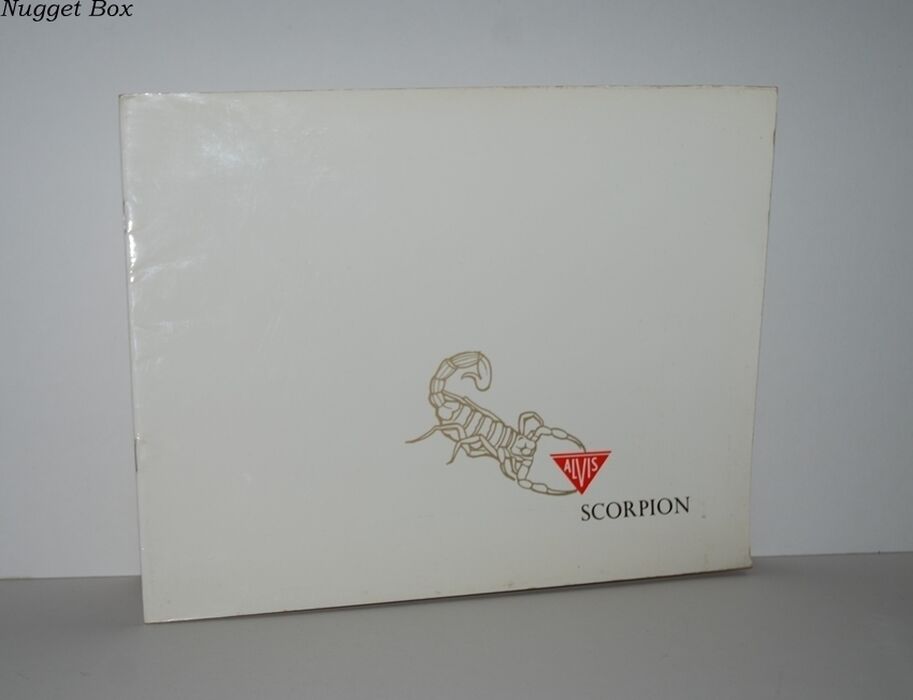 Nugget Box
ALVIS
SCORPION